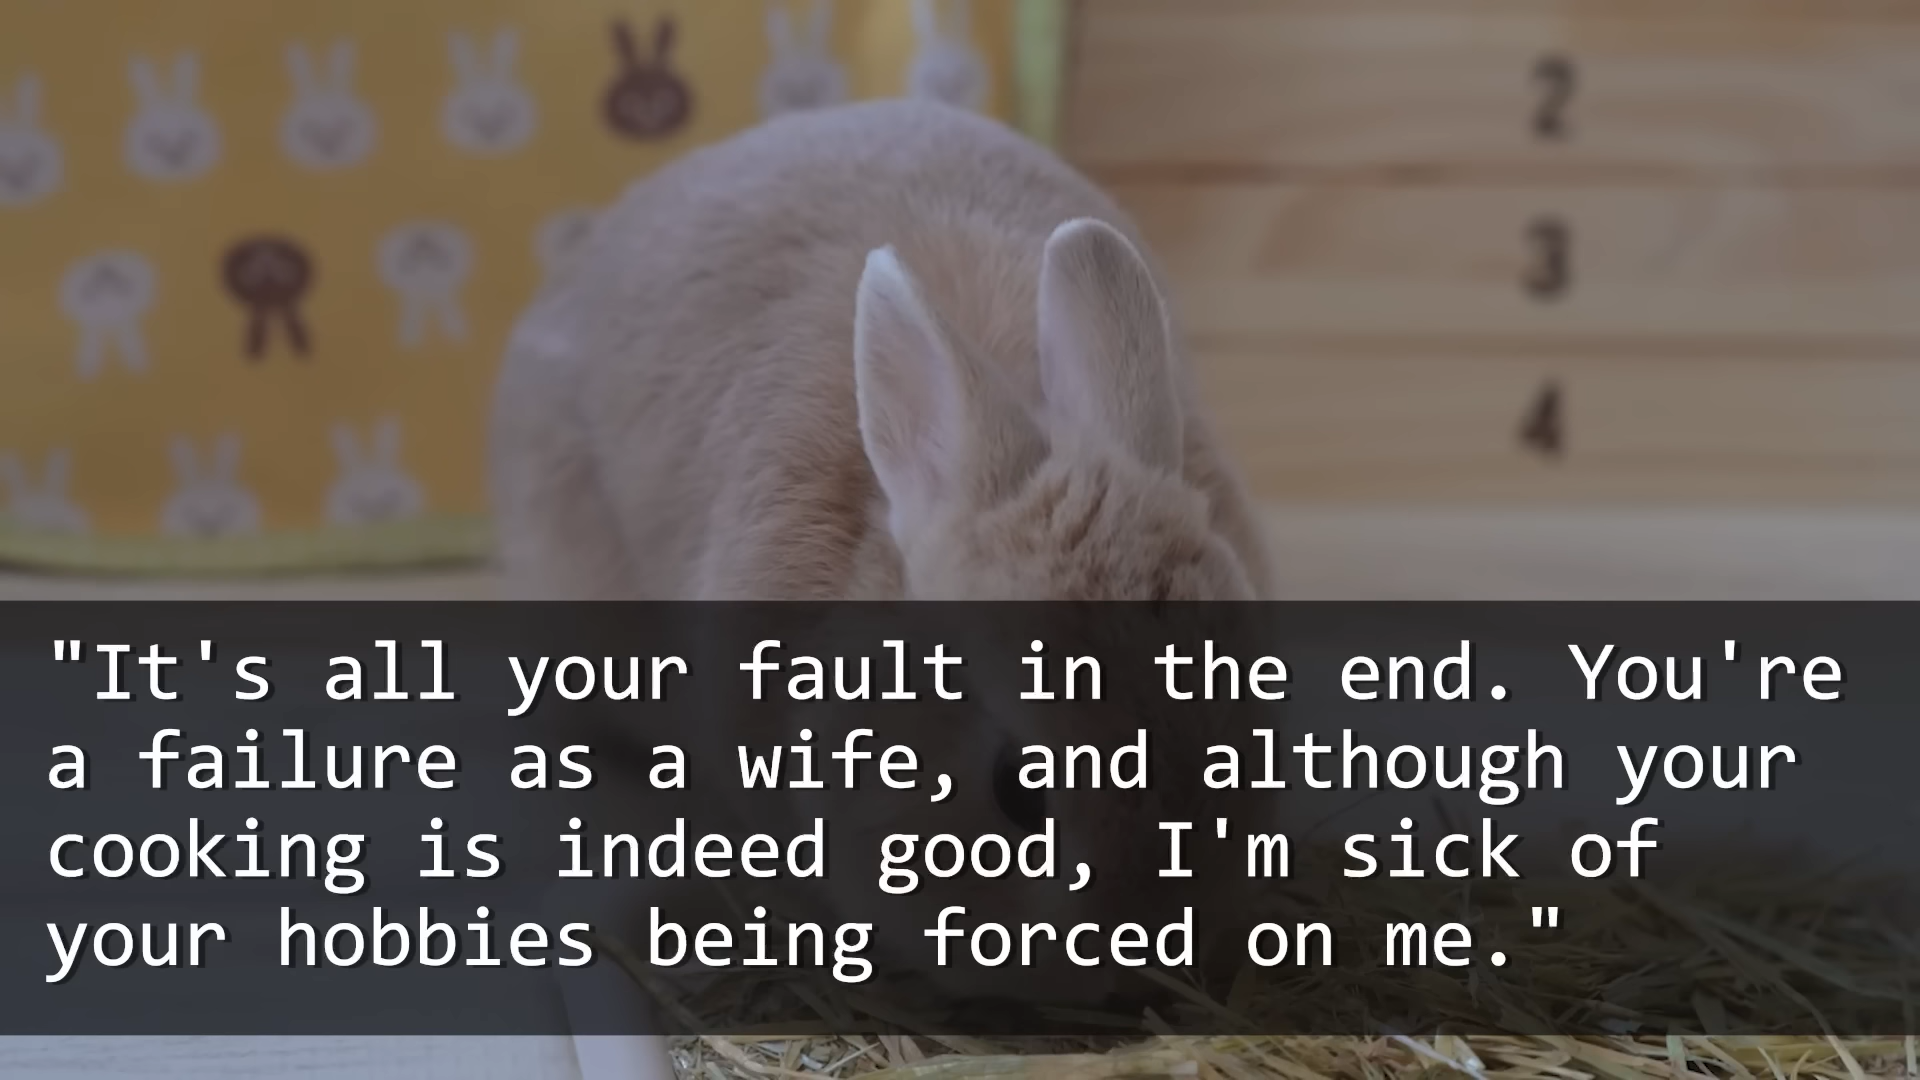 2
3
4
"It's all your fault in the end. You're
a failure as a wife, and although your
cooking is indeed good, I'm sick of
your hobbies being forced on me."